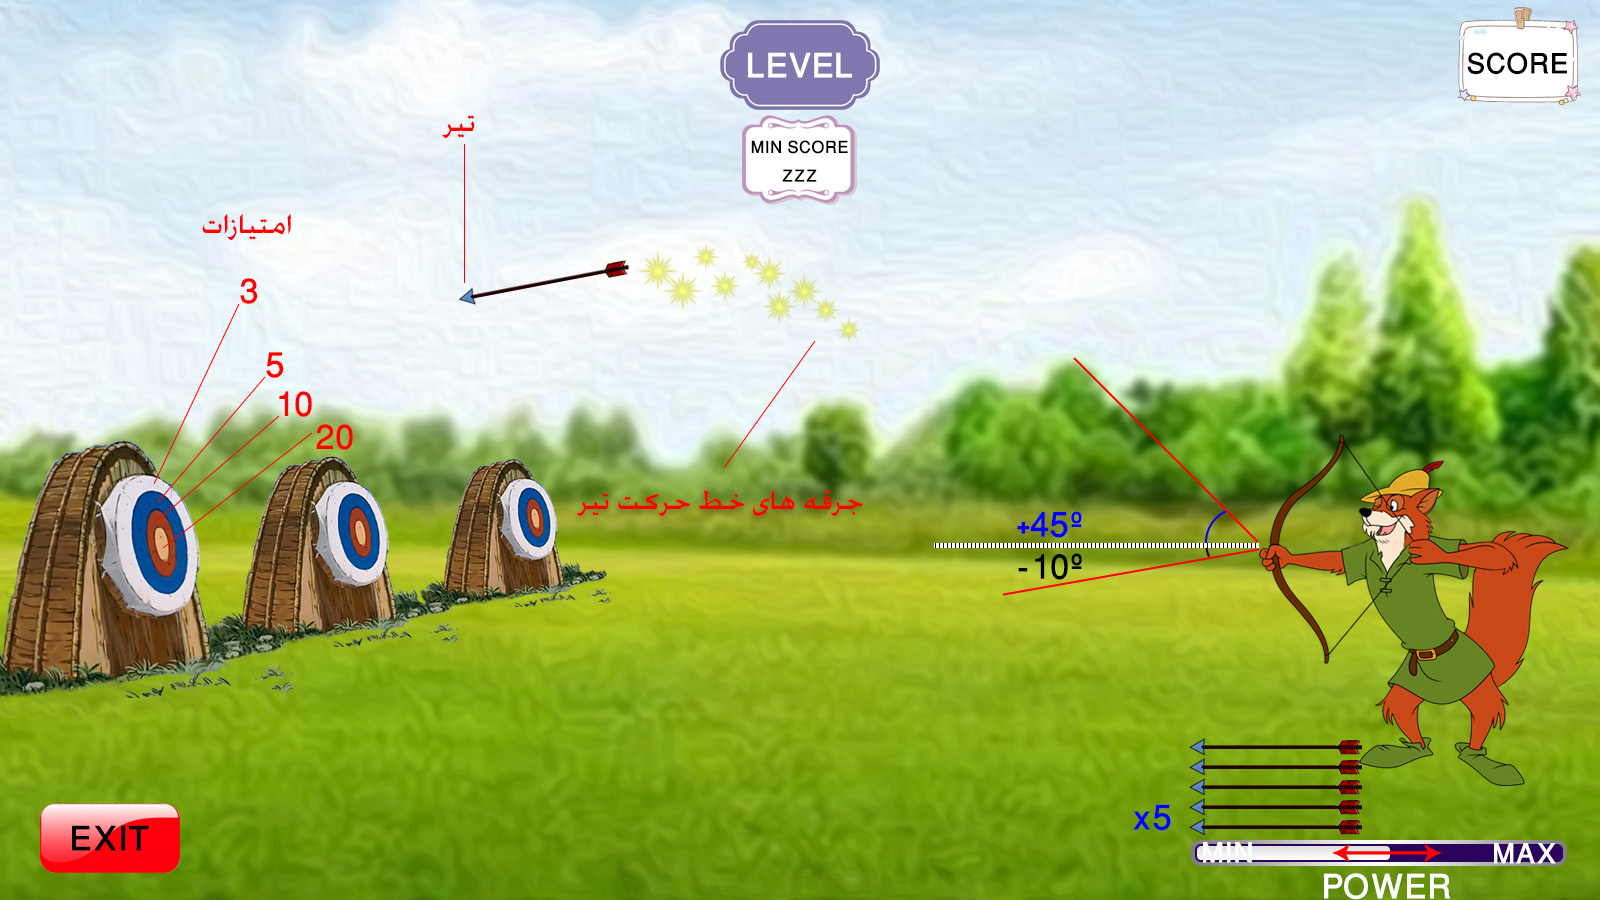 LEVEL
SCORE
MIN SCORE
ZZZ
تیر
امتیازات
3
5
10
20
جرقه های خط حرکت تیر
+45º
-10º
x5
EXIT
MIN
MAX
POWER